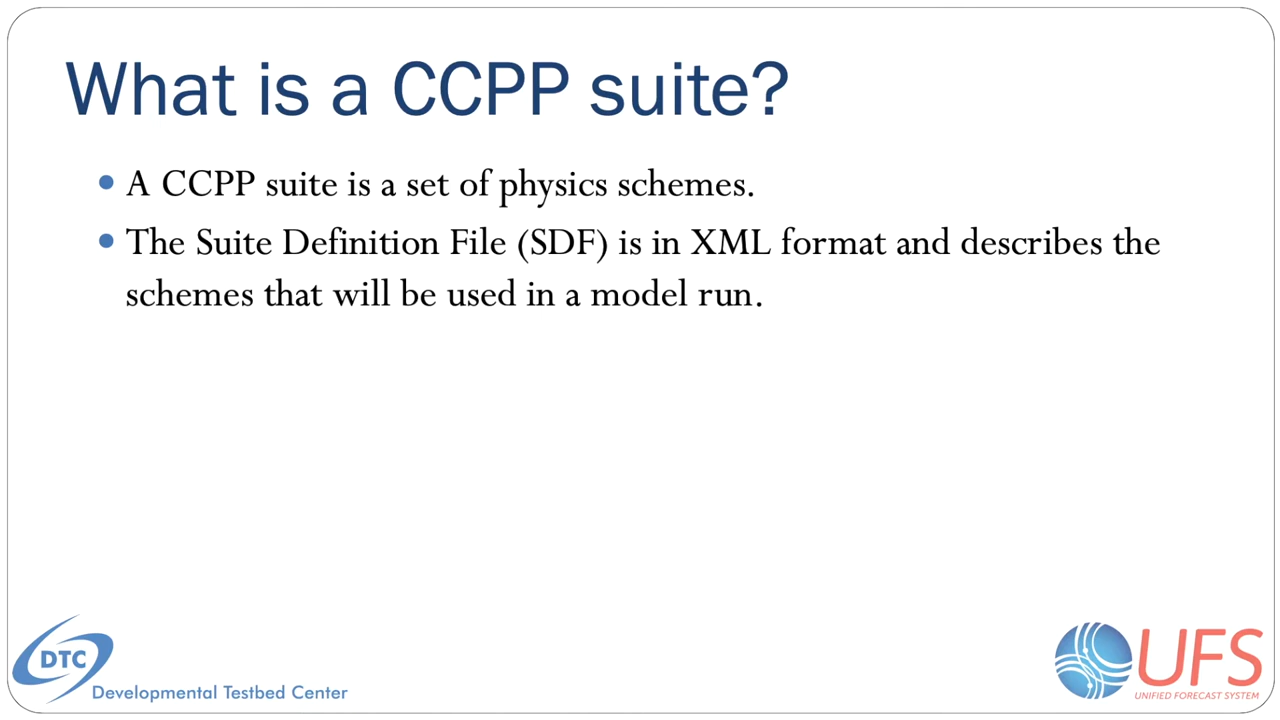 What is a CCPP suite?
• A CCPP suite is a set of physics schemes.
• The Suite Definition File (SDF) is in XML format and describes the
schemes that will be used in a model run.
DTC
Developmental Testbed Center
UFS
UNIFIED FORECAST SYSTEM